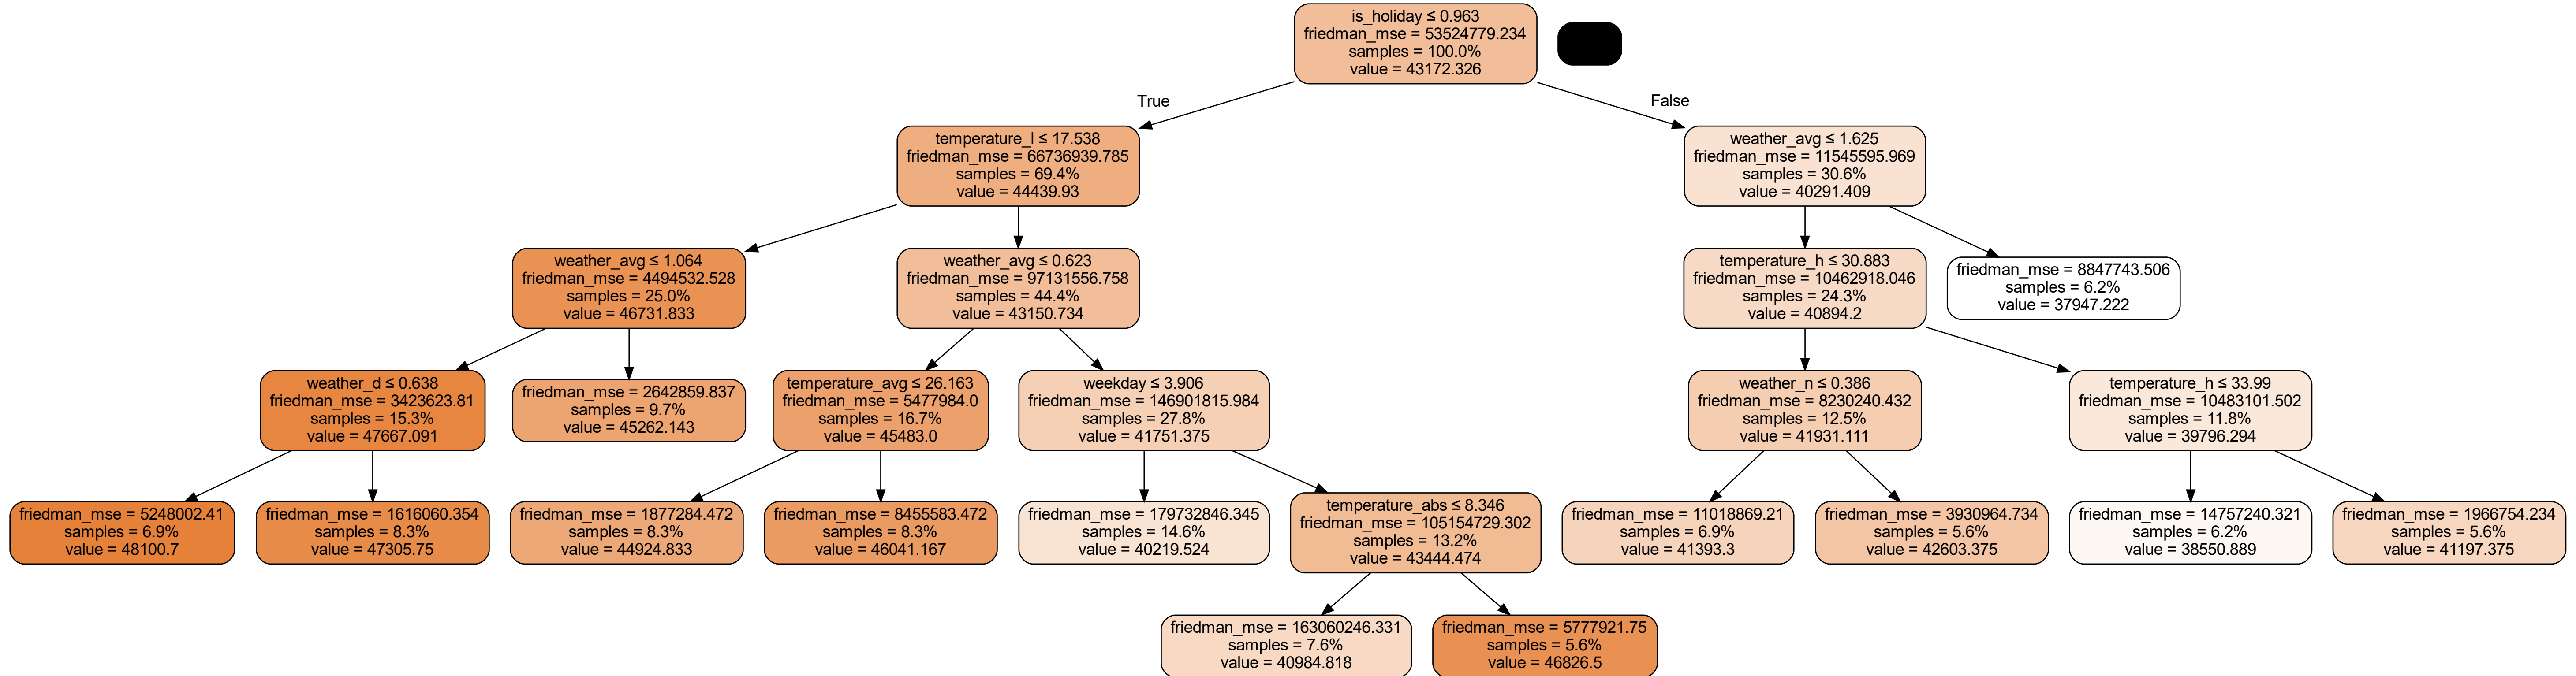 is_holiday ≤ 0.963
friedman_mse = 53524779.234
samples = 100.0%
value = 43172.326
True
False
temperature_l ≤ 17.538
friedman_mse = 66736939.785
samples = 69.4%
value = 44439.93
weather_avg ≤ 1.625
friedman_mse = 11545595.969
samples = 30.6%
value = 40291.409
weather_avg ≤ 1.064
friedman_mse = 4494532.528
samples = 25.0%
value = 46731.833
weather_avg ≤ 0.623
friedman_mse = 97131556.758
samples = 44.4%
value = 43150.734
temperature_h ≤ 30.883
friedman_mse = 10462918.046
samples = 24.3%
value = 40894.2
friedman_mse = 8847743.506
samples = 6.2%
value = 37947.222
weather_d ≤ 0.638
friedman_mse = 3423623.81
samples = 15.3%
value = 47667.091
friedman_mse = 2642859.837
samples = 9.7%
value = 45262.143
temperature_avg ≤ 26.163
friedman_mse = 5477984.0
samples = 16.7%
value = 45483.0
weekday ≤ 3.906
friedman_mse = 146901815.984
samples = 27.8%
value = 41751.375
weather_n ≤ 0.386
friedman_mse = 8230240.432
samples = 12.5%
value = 41931.111
temperature_h ≤ 33.99
friedman_mse = 10483101.502
samples = 11.8%
value = 39796.294
friedman_mse = 5248002.41
samples = 6.9%
value = 48100.7
friedman_mse = 1616060.354
samples = 8.3%
value = 47305.75
friedman_mse = 1877284.472
samples = 8.3%
value = 44924.833
friedman_mse = 8455583.472
samples = 8.3%
value = 46041.167
friedman_mse = 179732846.345
samples = 14.6%
value = 40219.524
temperature_abs ≤ 8.346
friedman_mse = 105154729.302
samples = 13.2%
value = 43444.474
friedman_mse = 11018869.21
samples = 6.9%
value = 41393.3
friedman_mse = 3930964.734
samples = 5.6%
value = 42603.375
friedman_mse = 14757240.321
samples = 6.2%
value = 38550.889
friedman_mse = 1966754.234
samples = 5.6%
value = 41197.375
friedman_mse = 163060246.331
samples = 7.6%
value = 40984.818
friedman_mse = 5777921.75
samples = 5.6%
value = 46826.5